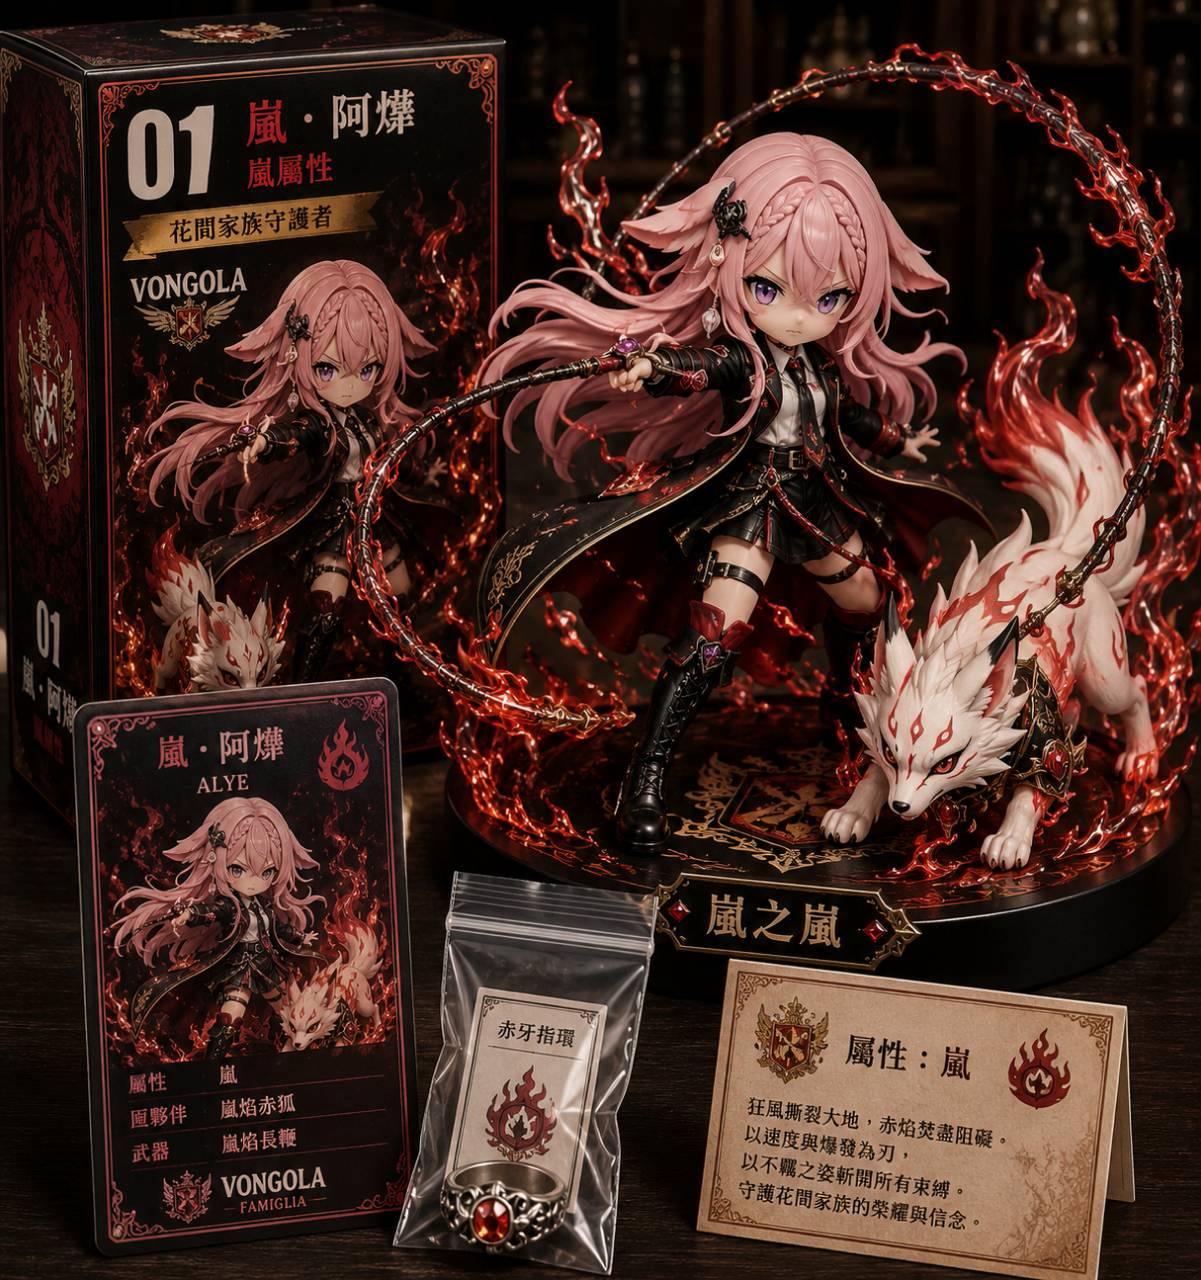 01
嵐・阿燁
嵐屬性
花間家族守護者
VONGOLA
01
嵐・阿燁
嵐屬性
嵐・阿燁
ALYE
屬性 嵐
匣夥伴 嵐焰赤狐
武器 嵐焰長鞭
VONGOLA
FAMIGLIA
赤牙指環
嵐之嵐
屬性：嵐
狂風撕裂大地，赤焰焚盡阻礙。
以速度與爆發為刃，
以不羈之姿斬開所有束縛。
守護花間家族的榮耀與信念。